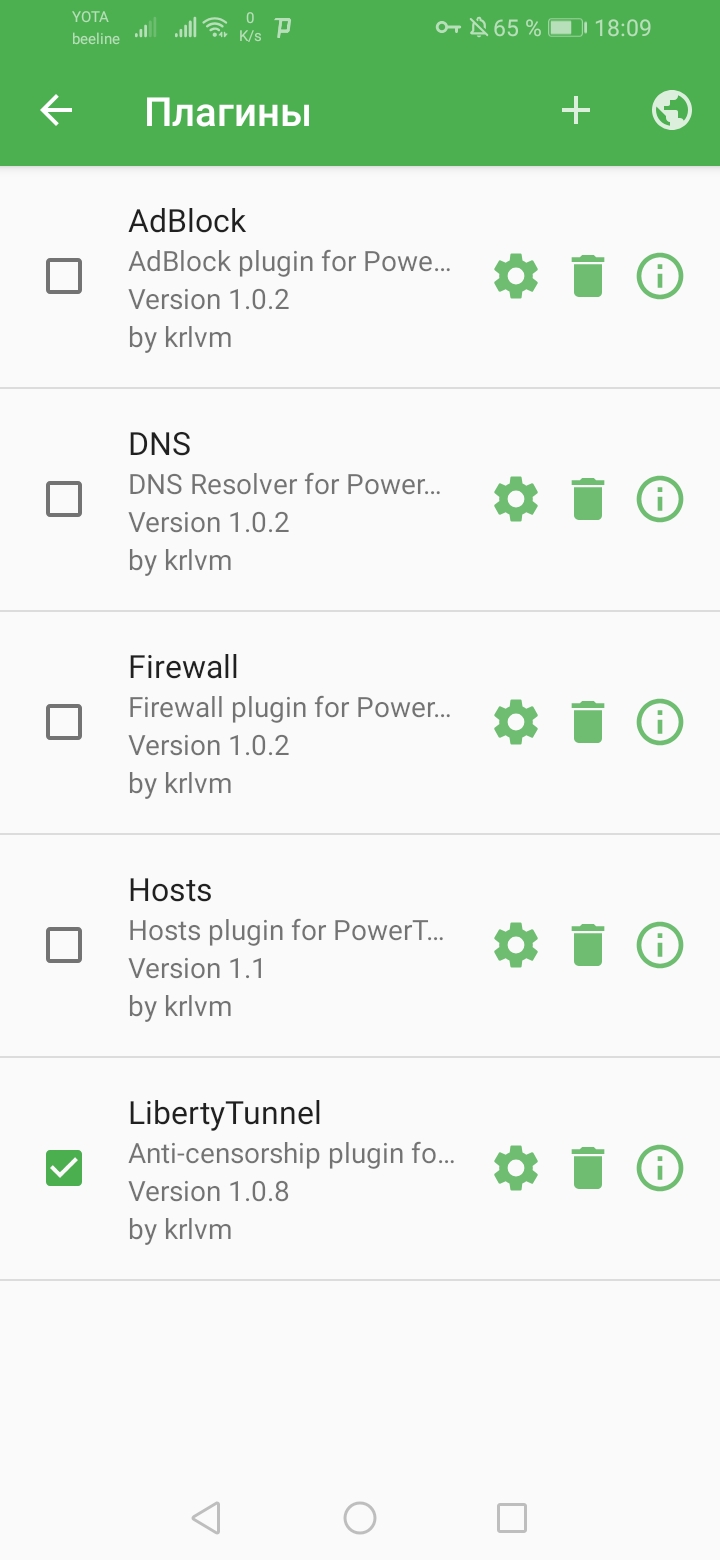 YOTA
beeline
0
K/s
65 %
18:09
Плагины
AdBlock
AdBlock plugin for Powe…
Version 1.0.2
by krlvm
DNS
DNS Resolver for Power…
Version 1.0.2
by krlvm
Firewall
Firewall plugin for Power…
Version 1.0.2
by krlvm
Hosts
Hosts plugin for PowerT…
Version 1.1
by krlvm
LibertyTunnel
Anti-censorship plugin fo…
Version 1.0.8
by krlvm